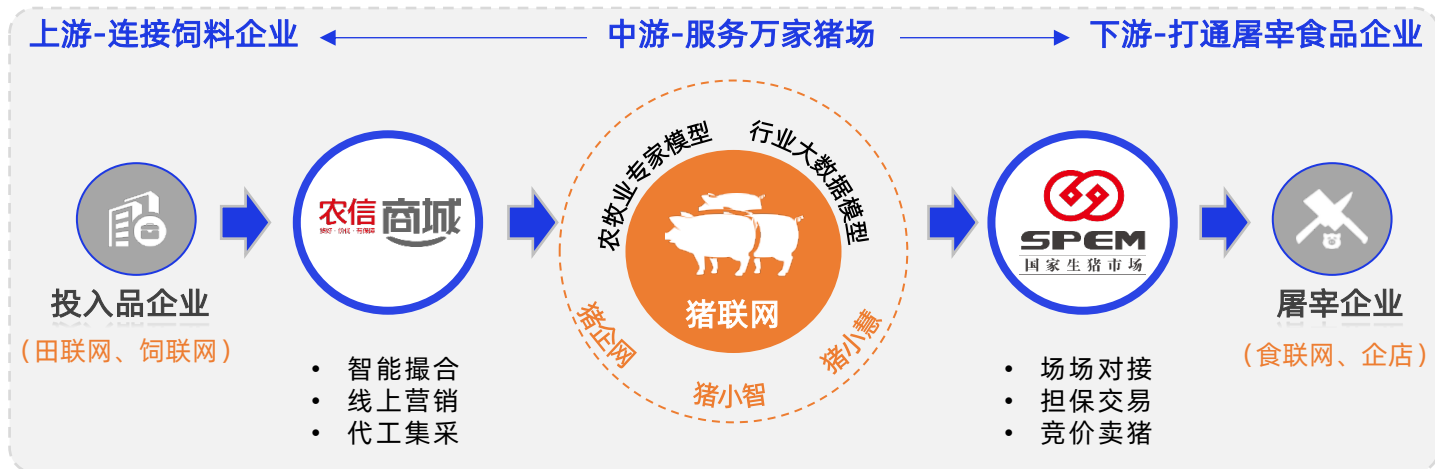 上游-连接饲料企业
中游-服务万家猪场
下游-打通屠宰食品企业
投入品企业
(田联网、饲联网)
农信商城
• 智能撮合
• 线上营销
• 代工集采
农牧业专家模型
行业大数据模型
猪联网
猪企网
猪小智
猪小慧
SPEM
国家生猪市场
• 场场对接
• 担保交易
• 竞价卖猪
屠宰企业
(食联网、企店)